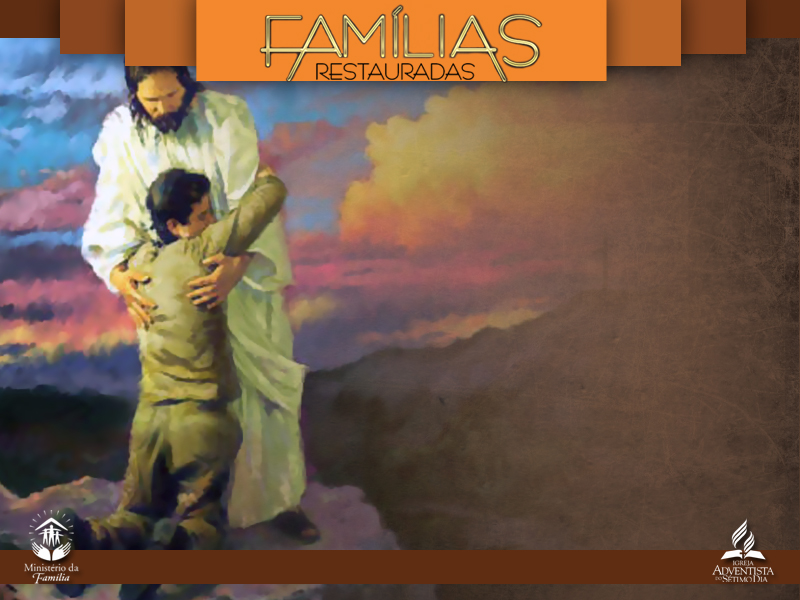 FAMÍLIAS
RESTAURADAS
Ministério da
Família
IGREJA
ADVENTISTA
DO SÉTIMO DIA